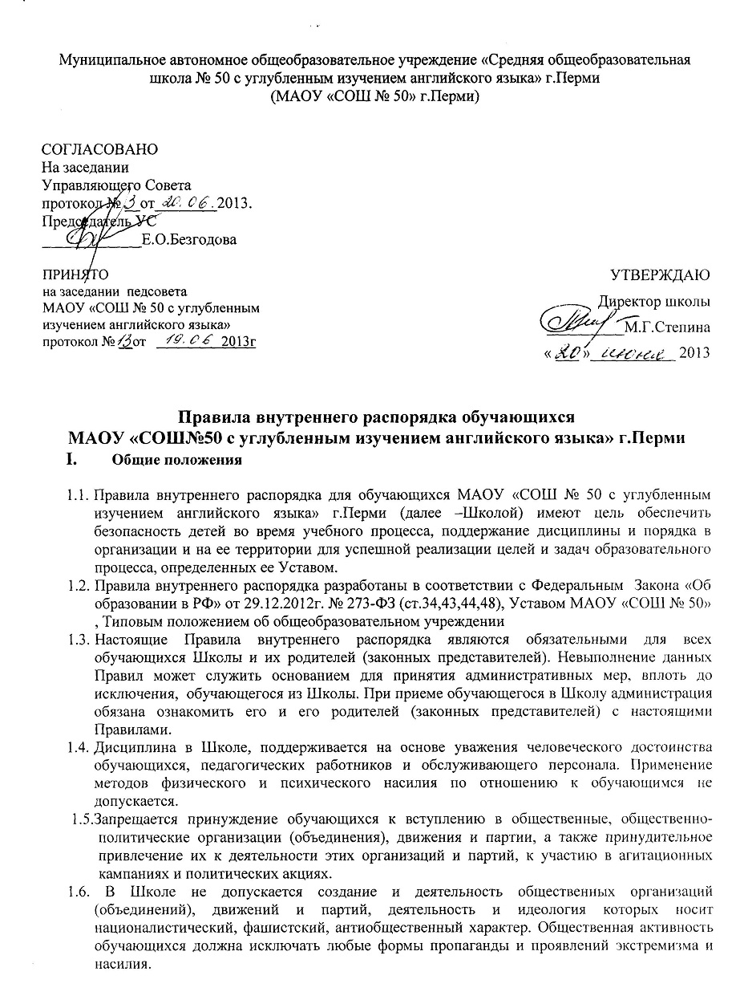 Муниципальное автономное общеобразовательное учреждение «Средняя общеобразовательная
школа № 50 с углубленным изучением английского языка» г.Перми
(МАОУ «СОШ № 50» г.Перми)
СОГЛАСОВАНО
На заседании
Управляющего Совета
протокол № 3 от 20.06.2013.
Председатель УС
____________Е.О.Безгодова
ПРИНЯТО
на заседании педсовета
МАОУ «СОШ № 50 с углубленным
изучением английского языка»
протокол № 13 от 19.06 2013г
УТВЕРЖДАЮ
Директор школы
__________М.Г.Степина
« 20 » июня 2013
Правила внутреннего распорядка обучающихся
МАОУ «СОШ№50 с углубленным изучением английского языка» г.Перми
I. Общие положения
1.1. Правила внутреннего распорядка для обучающихся МАОУ «СОШ № 50 с углубленным
изучением английского языка» г.Перми (далее –Школой) имеют цель обеспечить
безопасность детей во время учебного процесса, поддержание дисциплины и порядка в
организации и на ее территории для успешной реализации целей и задач образовательного
процесса, определенных ее Уставом.
1.2. Правила внутреннего распорядка разработаны в соответствии с Федеральным Закона «Об
образовании в РФ» от 29.12.2012г. № 273-ФЗ (ст.34,43,44,48), Уставом МАОУ «СОШ № 50»
, Типовым положением об общеобразовательном учреждении
1.3. Настоящие Правила внутреннего распорядка являются обязательными для всех
обучающихся Школы и их родителей (законных представителей). Невыполнение данных
Правил может служить основанием для принятия административных мер, вплоть до
исключения, обучающегося из Школы. При приеме обучающегося в Школу администрация
обязана ознакомить его и его родителей (законных представителей) с настоящими
Правилами.
1.4. Дисциплина в Школе, поддерживается на основе уважения человеческого достоинства
обучающихся, педагогических работников и обслуживающего персонала. Применение
методов физического и психического насилия по отношению к обучающимся не
допускается.
1.5.Запрещается принуждение обучающихся к вступлению в общественные, общественно-
политические организации (объединения), движения и партии, а также принудительное
привлечение их к деятельности этих организаций и партий, к участию в агитационных
кампаниях и политических акциях.
1.6. В Школе не допускается создание и деятельность общественных организаций
(объединений), движений и партий, деятельность и идеология которых носит
националистический, фашистский, антиобщественный характер. Общественная активность
обучающихся должна исключать любые формы пропаганды и проявлений экстремизма и
насилия.